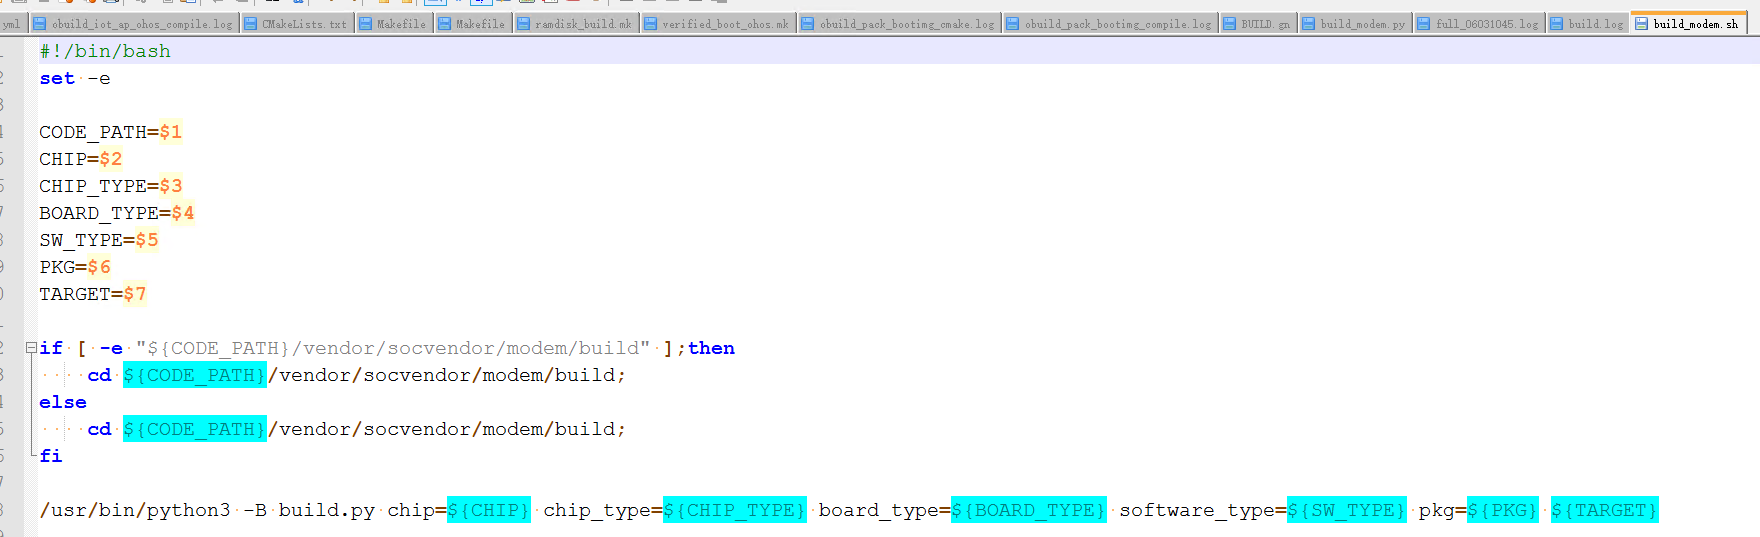 yml obuild_iot_ap_ohos_compile.log CMakeLists.txt Makefile Makefile ramdisk_build.mk verified_boot_ohos.mk obuild_pack_bootimg_cmake.log obuild_pack_bootimg_compile.log BUILD.gn build_modem.py full_06031045.log build.log build_modem.sh
#!/bin/bash
set -e
CODE_PATH=$1
CHIP=$2
CHIP_TYPE=$3
BOARD_TYPE=$4
SW_TYPE=$5
PKG=$6
TARGET=$7
if [ -e "${CODE_PATH}/vendor/socvendor/modem/build" ];then
cd ${CODE_PATH}/vendor/socvendor/modem/build;
else
cd ${CODE_PATH}/vendor/socvendor/modem/build;
fi
/usr/bin/python3 -B build.py chip=${CHIP} chip_type=${CHIP_TYPE} board_type=${BOARD_TYPE} software_type=${SW_TYPE} pkg=${PKG} ${TARGET}